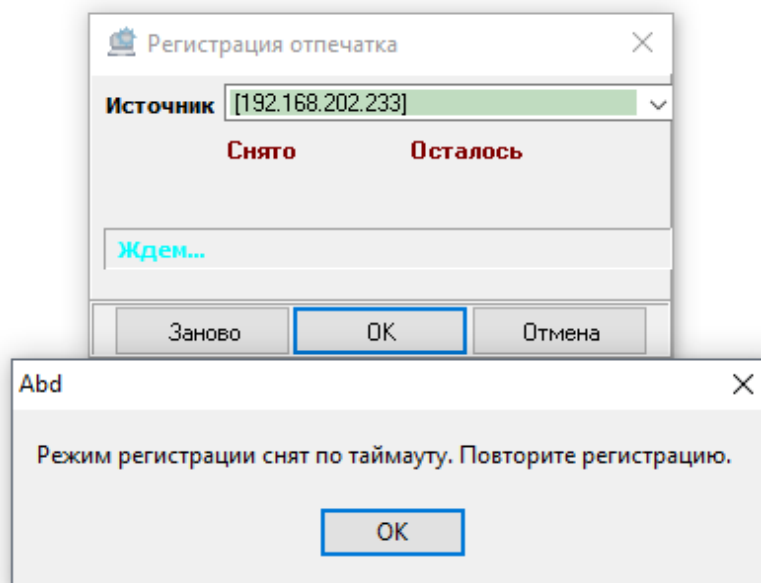 Регистрация отпечатка
Источник [192.168.202.233]
Снято Осталось
Ждем...
Заново OK Отмена
Abd
Режим регистрации снят по таймауту. Повторите регистрацию.
OK